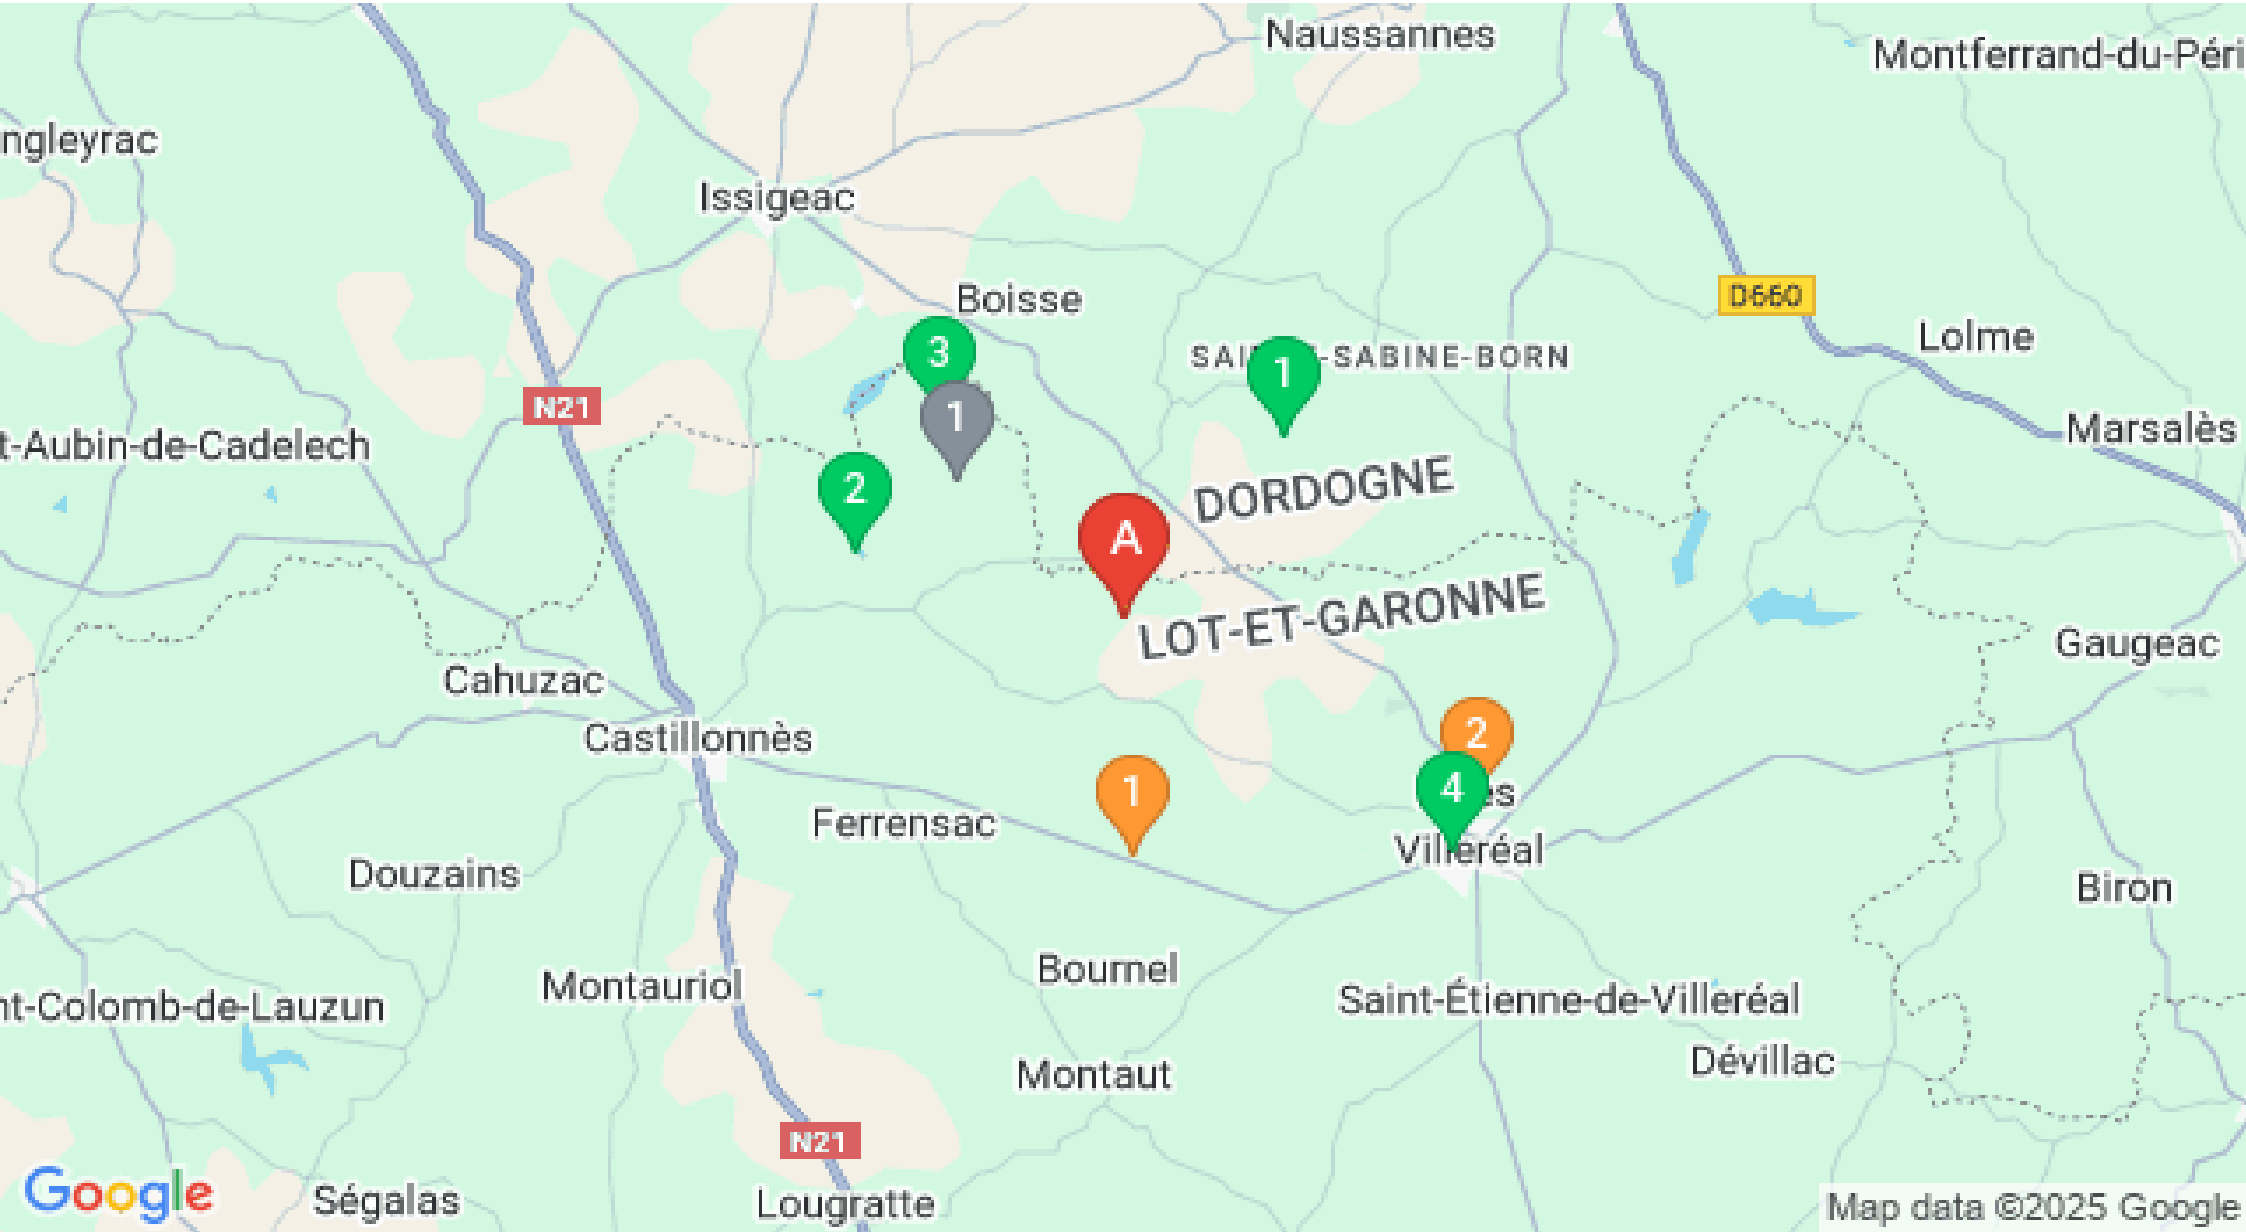 Naussannes
Montferrand-du-Péri
ngleyrac
Issigeac
D660
Boisse
Lolme
3
1
SAI -SABINE-BORN
N21
1
Marsalès
t-Aubin-de-Cadelech
2
DORDOGNE
A
LOT-ET-GARONNE
Gaugeac
Cahuzac
2
Castillonnès
1
4
es
Ferrensac
Villeréal
Douzains
Biron
Bournel
Montauriol
Saint-Étienne-de-Villeréal
nt-Colomb-de-Lauzun
Dévillac
Montaut
N21
Google
Ségalas
Lougratte
Map data ©2025 Google